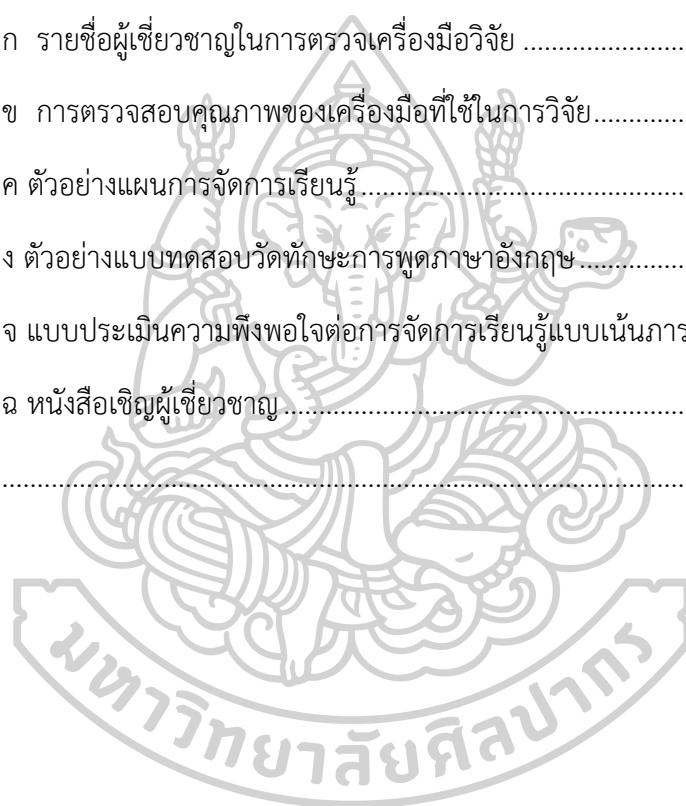 ก รายชื่อผู้เชี่ยวชาญในการตรวจเครื่องมือวิจัย .......................
ข การตรวจสอบคุณภาพของเครื่องมือที่ใช้ในการวิจัย.............
ค ตัวอย่างแผนการจัดการเรียนรู้...............................................
ง ตัวอย่างแบบทดสอบวัดทักษะการพูดภาษาอังกฤษ...............
จ แบบประเมินความพึงพอใจต่อการจัดการเรียนรู้แบบเน้นภาร
ฉ หนังสือเชิญผู้เชี่ยวชาญ..........................................................
..................................................................................................
มหาวิทยาลัยศิลปากร